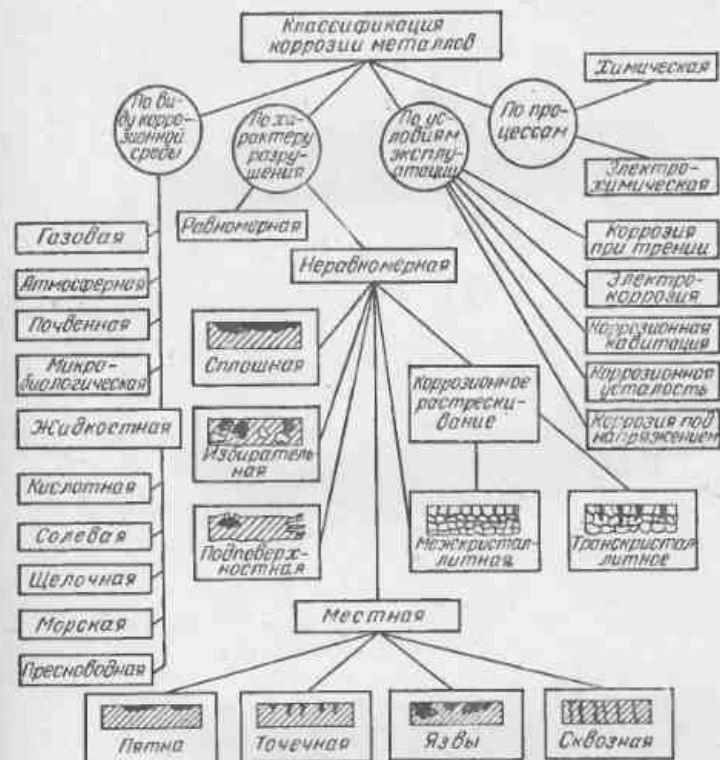 Классификация
коррозии металлов
По ви-
ду корро-
зионной
среды
По ха-
рактеру
разру-
шения
По ус-
ловиям
эксплу-
атации
По про-
цессам
Химическая
Электро-
химическая
Газовая
Атмосферная
Почвенная
Микро-
биологическая
Жидкостная
Кислотная
Солевая
Щелочная
Морская
Пресноводная
Равномерная
Неравномерная
Сплошная
Избиратель
ная
Подповерх-
ностная
Коррозионное
растрески-
вание
Межкристал-
литная
Транскристал-
литное
Коррозия
при трении
Электро-
коррозия
Коррозионная
кавитация
Коррозионная
усталость
Коррозия под
напряжением
Местная
Пятна
Точечная
Язвы
Сквозная